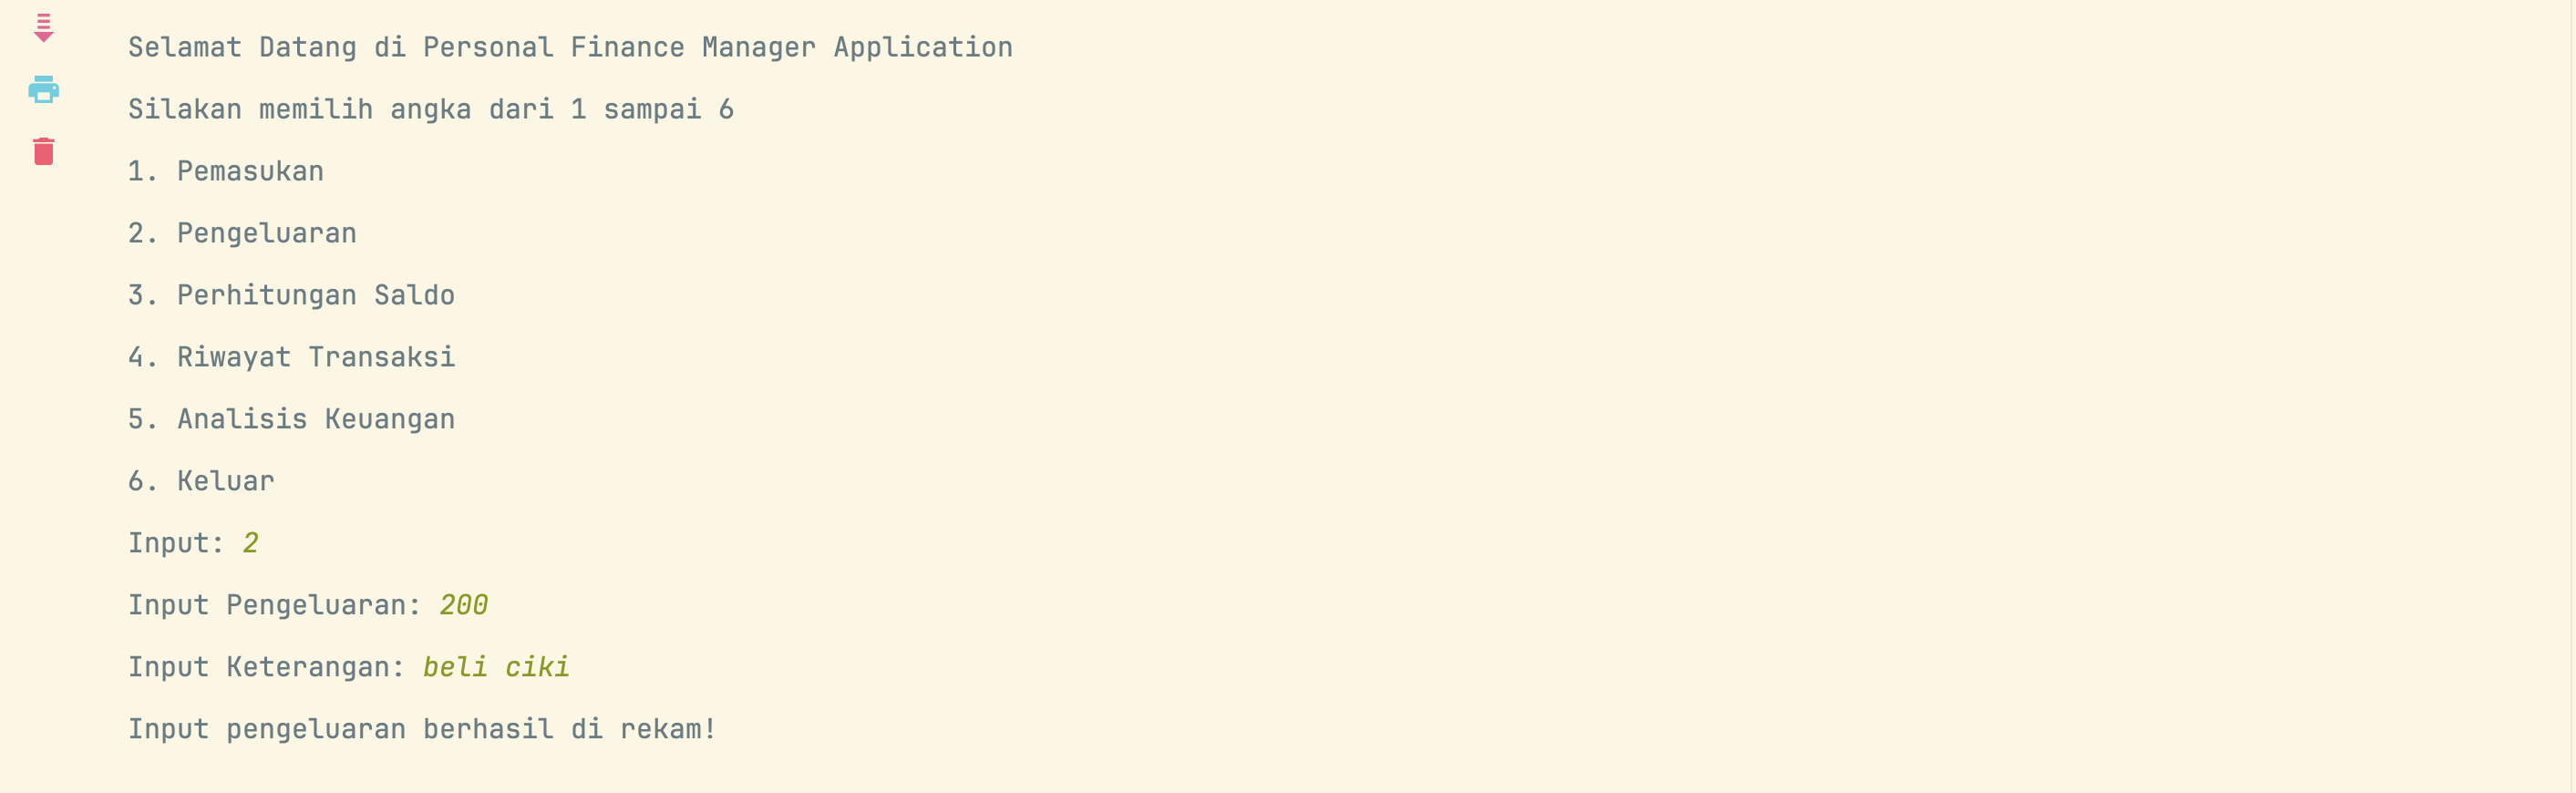 Selamat Datang di Personal Finance Manager Application
Silakan memilih angka dari 1 sampai 6
1. Pemasukan
2. Pengeluaran
3. Perhitungan Saldo
4. Riwayat Transaksi
5. Analisis Keuangan
6. Keluar
Input: 2
Input Pengeluaran: 200
Input Keterangan: beli ciki
Input pengeluaran berhasil di rekam!